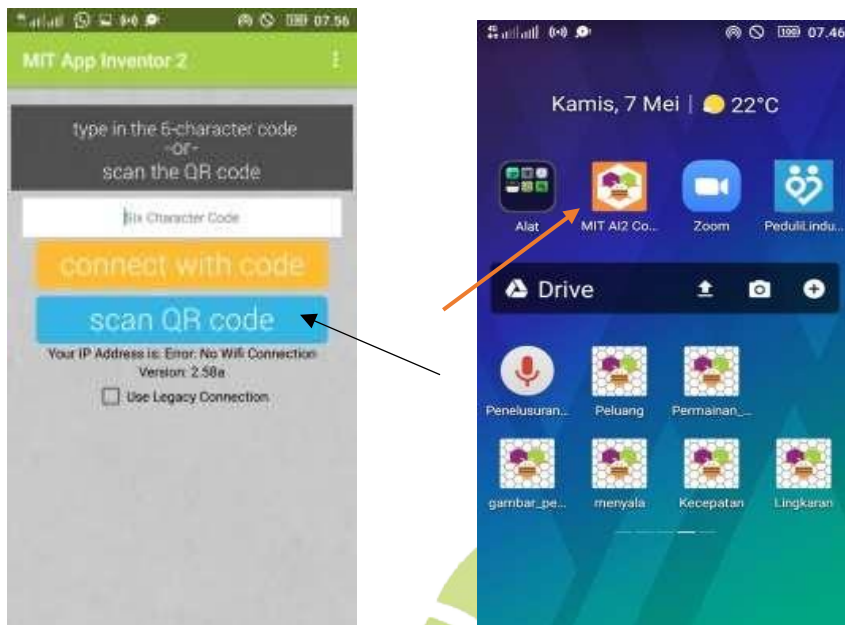 07.56
MIT App Inventor 2
type in the 6-character code
-or-
scan the QR code
Six Character Code
connect with code
scan QR code
Your IP Address is: Error: No Wifi Connection
Version: 2.58a
Use Legacy Connection
100 07.46
Kamis, 7 Mei | 22°C
Alat MIT AI2 Co... Zoom PeduliLindu...
Drive
Penelusuran... Peluang Permainan_...
gambar_pe... menyala Kecepatan Lingkaran